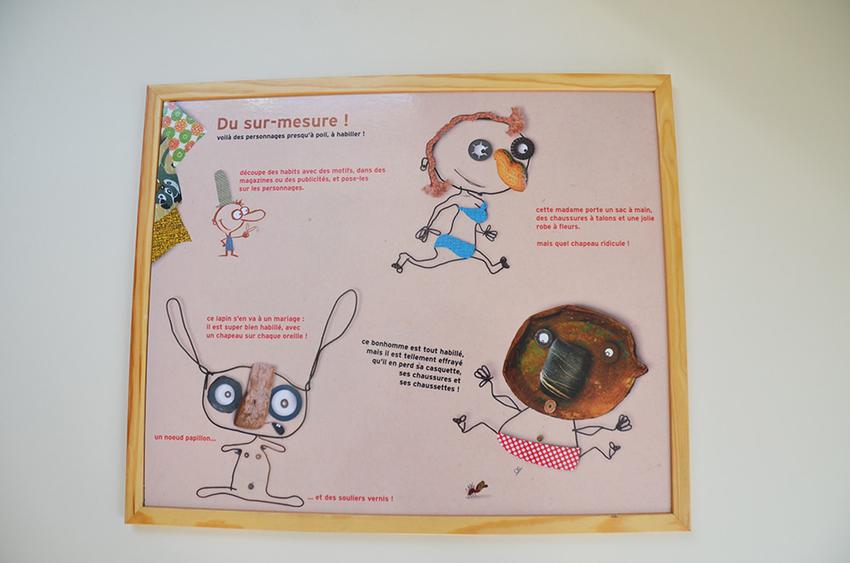 Du sur-mesure !
voilà des personnages presqu'à poil, à habiller !
découpe des habits avec des motifs, dans des
magazines ou des publicités, et pose-les
sur les personnages.
cette madame porte un sac à main,
des chaussures à talons et une jolie
robe à fleurs.
mais quel chapeau ridicule !
ce lapin s'en va à un mariage :
il est super bien habillé, avec
un chapeau sur chaque oreille !
ce bonhomme est tout habillé,
mais il est tellement effrayé
qu'il en perd sa casquette,
ses chaussures et
ses chaussettes !
un noeud papillon...
... et des souliers vernis !